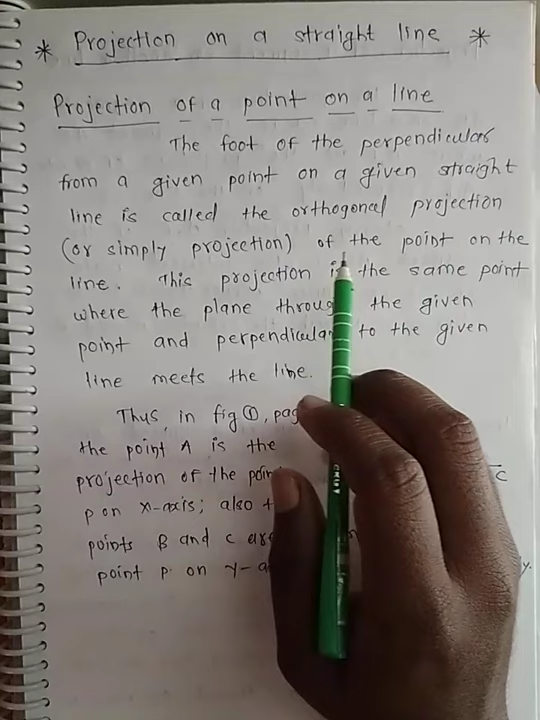 * Projection on a straight line *
Projection of a point on a line
The foot of the perpendicular
from a given point on a given straight
line is called the orthogonal projection
(or simply projection) of the point on the
line. This projection is the same point
where the plane through the given
point and perpendicular to the given
line meets the line.
Thus, in fig ①,
the point A is the
projection of the point
P on x-axis; also
C
points B and C are
point P on Y-
y.